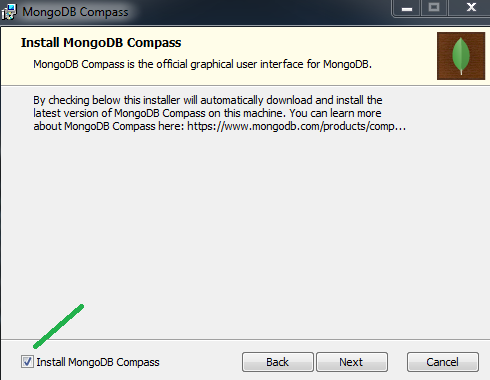 MongoDB Compass
Install MongoDB Compass
MongoDB Compass is the official graphical user interface for MongoDB.
By checking below this installer will automatically download and install the
latest version of MongoDB Compass on this machine. You can learn more
about MongoDB Compass here: https://www.mongodb.com/products/comp...
Install MongoDB Compass
Back
Next
Cancel